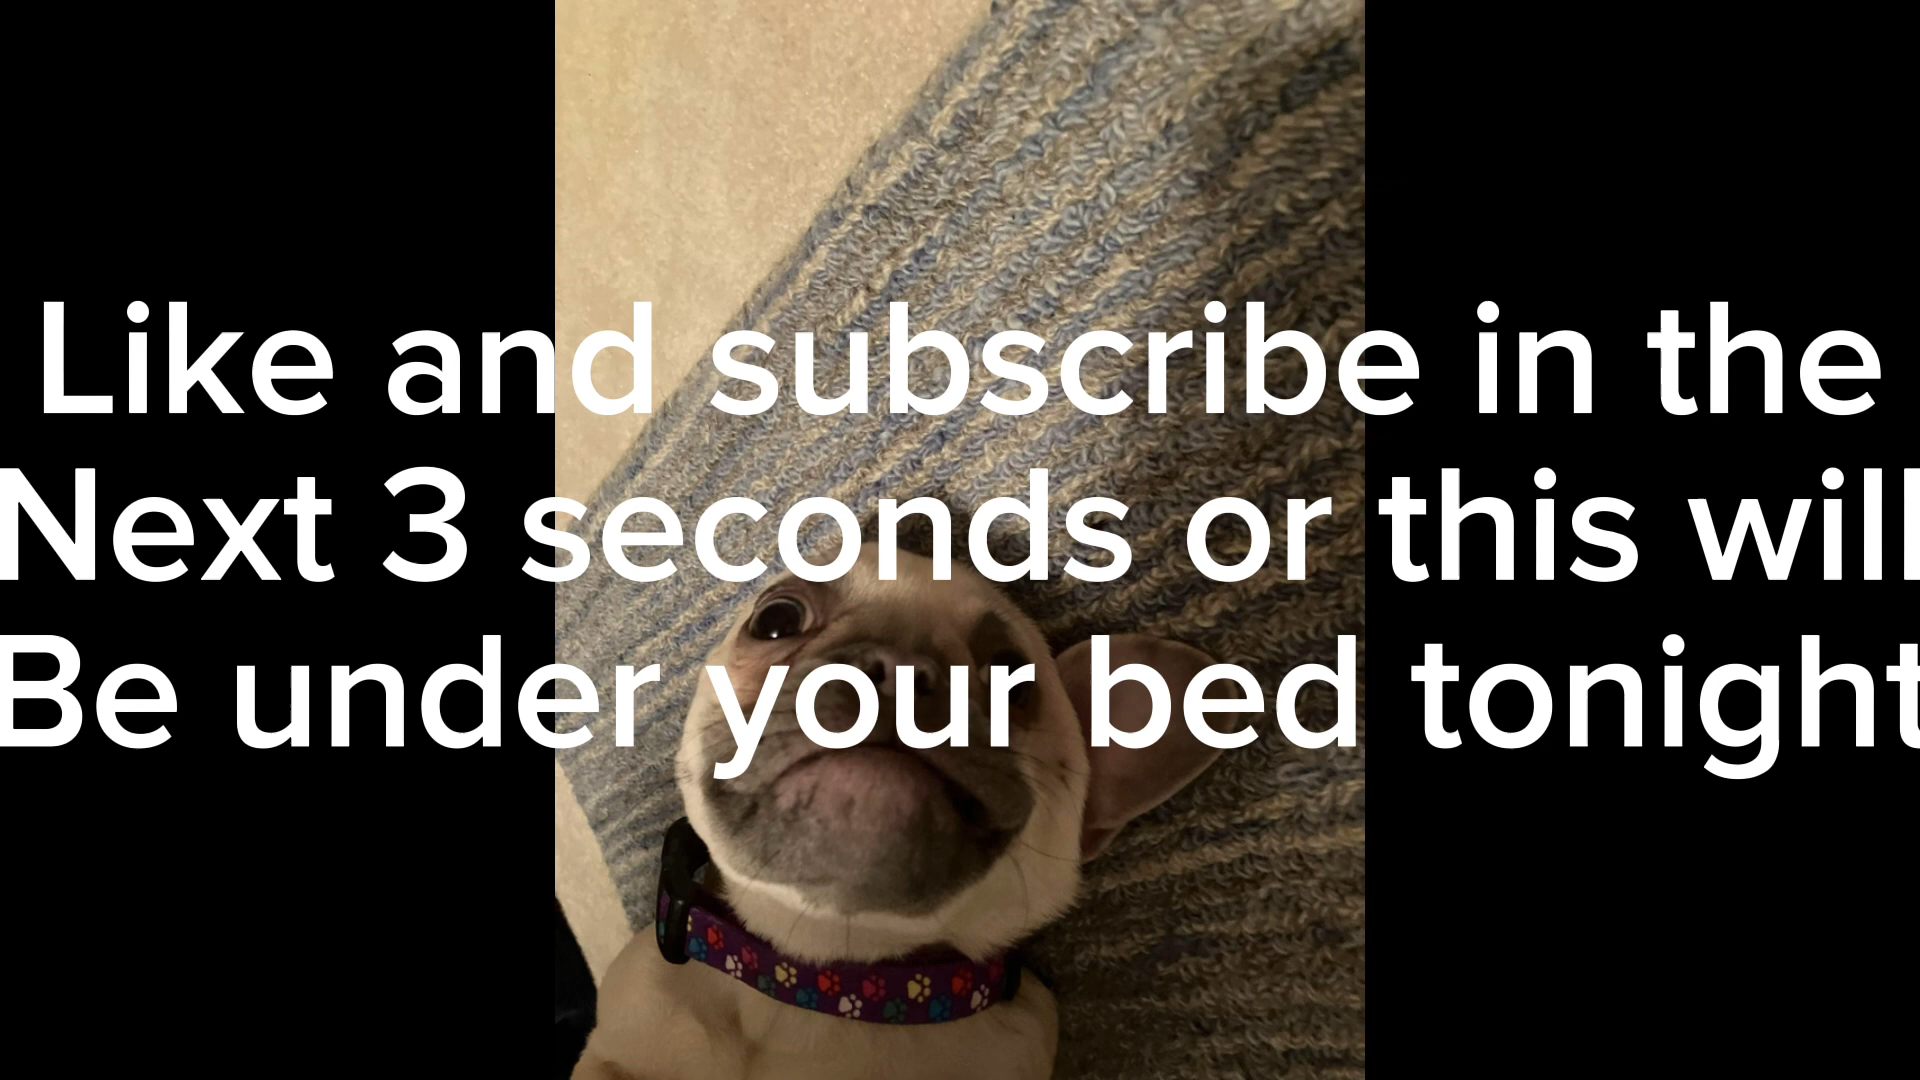 Like and subscribe in the
Next 3 seconds or this will
Be under your bed tonight